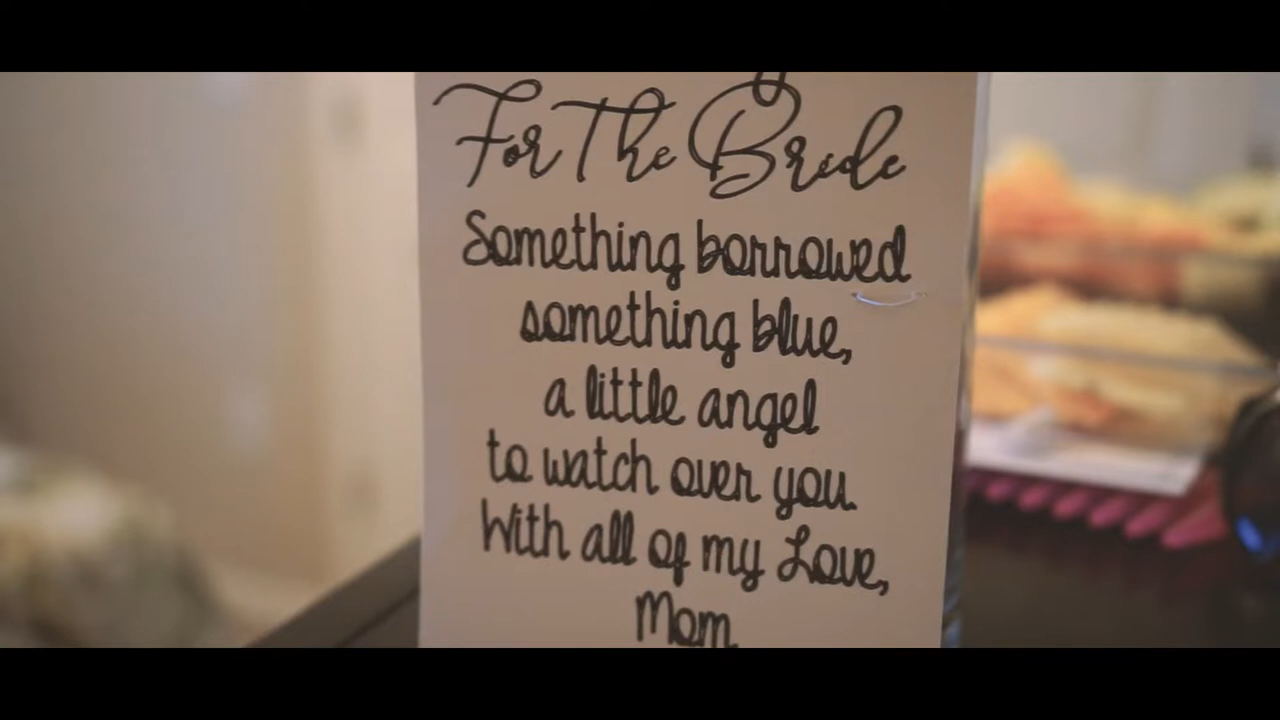 For The Bride
Something borrowed
something blue,
a little angel
to watch over you.
With all of my Love,
Mom